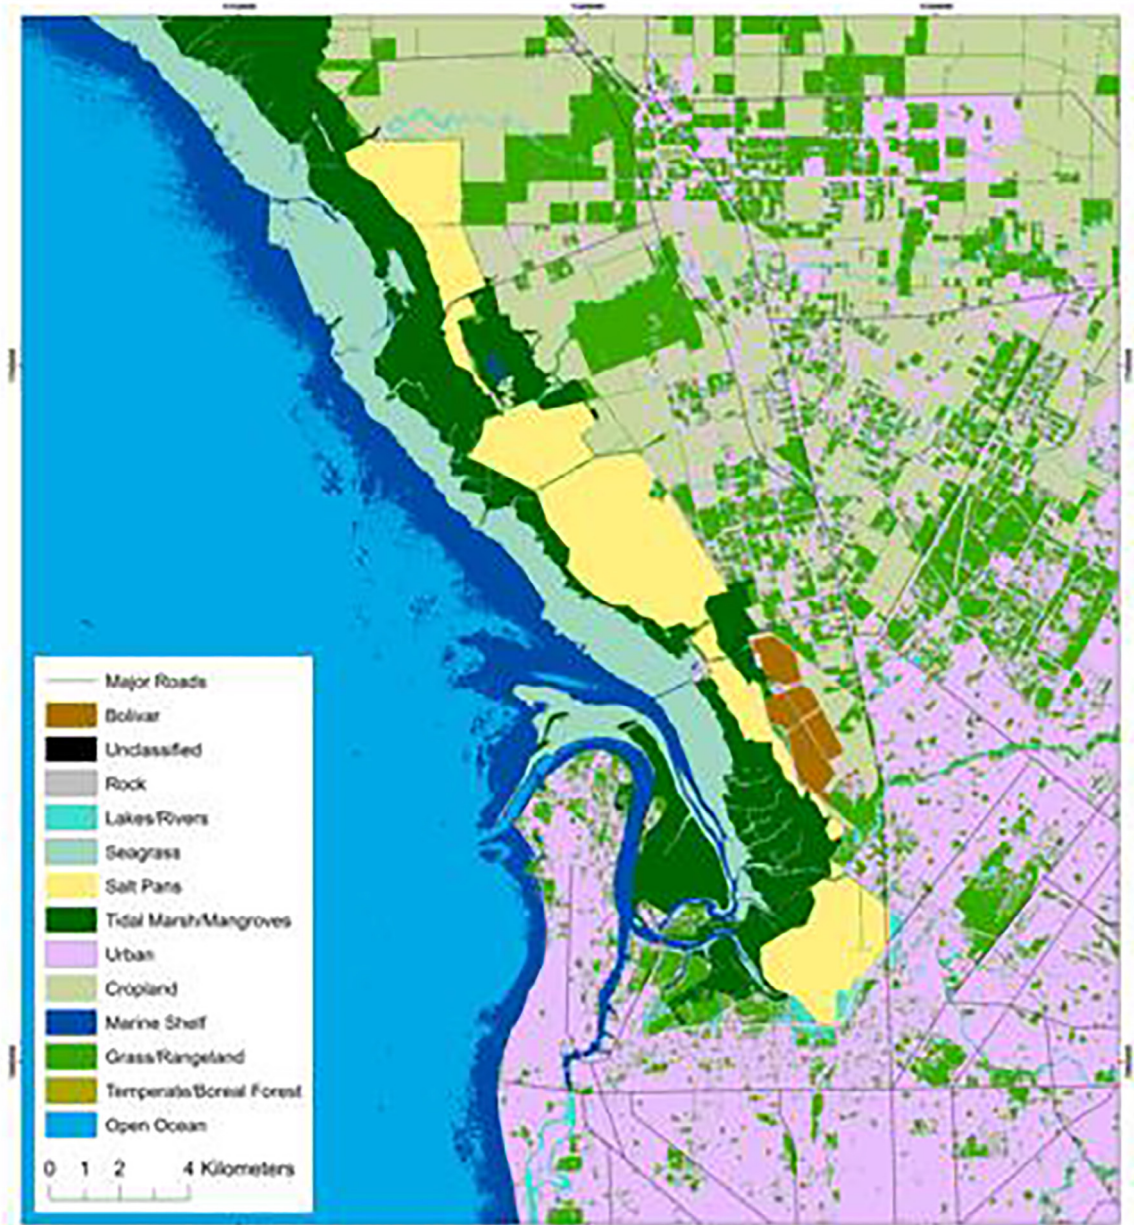 Major Roads
Bolivar
Unclassified
Rock
Lakes/Rivers
Seagrass
Salt Pans
Tidal Marsh/Mangroves
Urban
Cropland
Marine Shelf
Grass/Rangeland
Temperate/Boreal Forest
Open Ocean
0 1 2 4 Kilometers